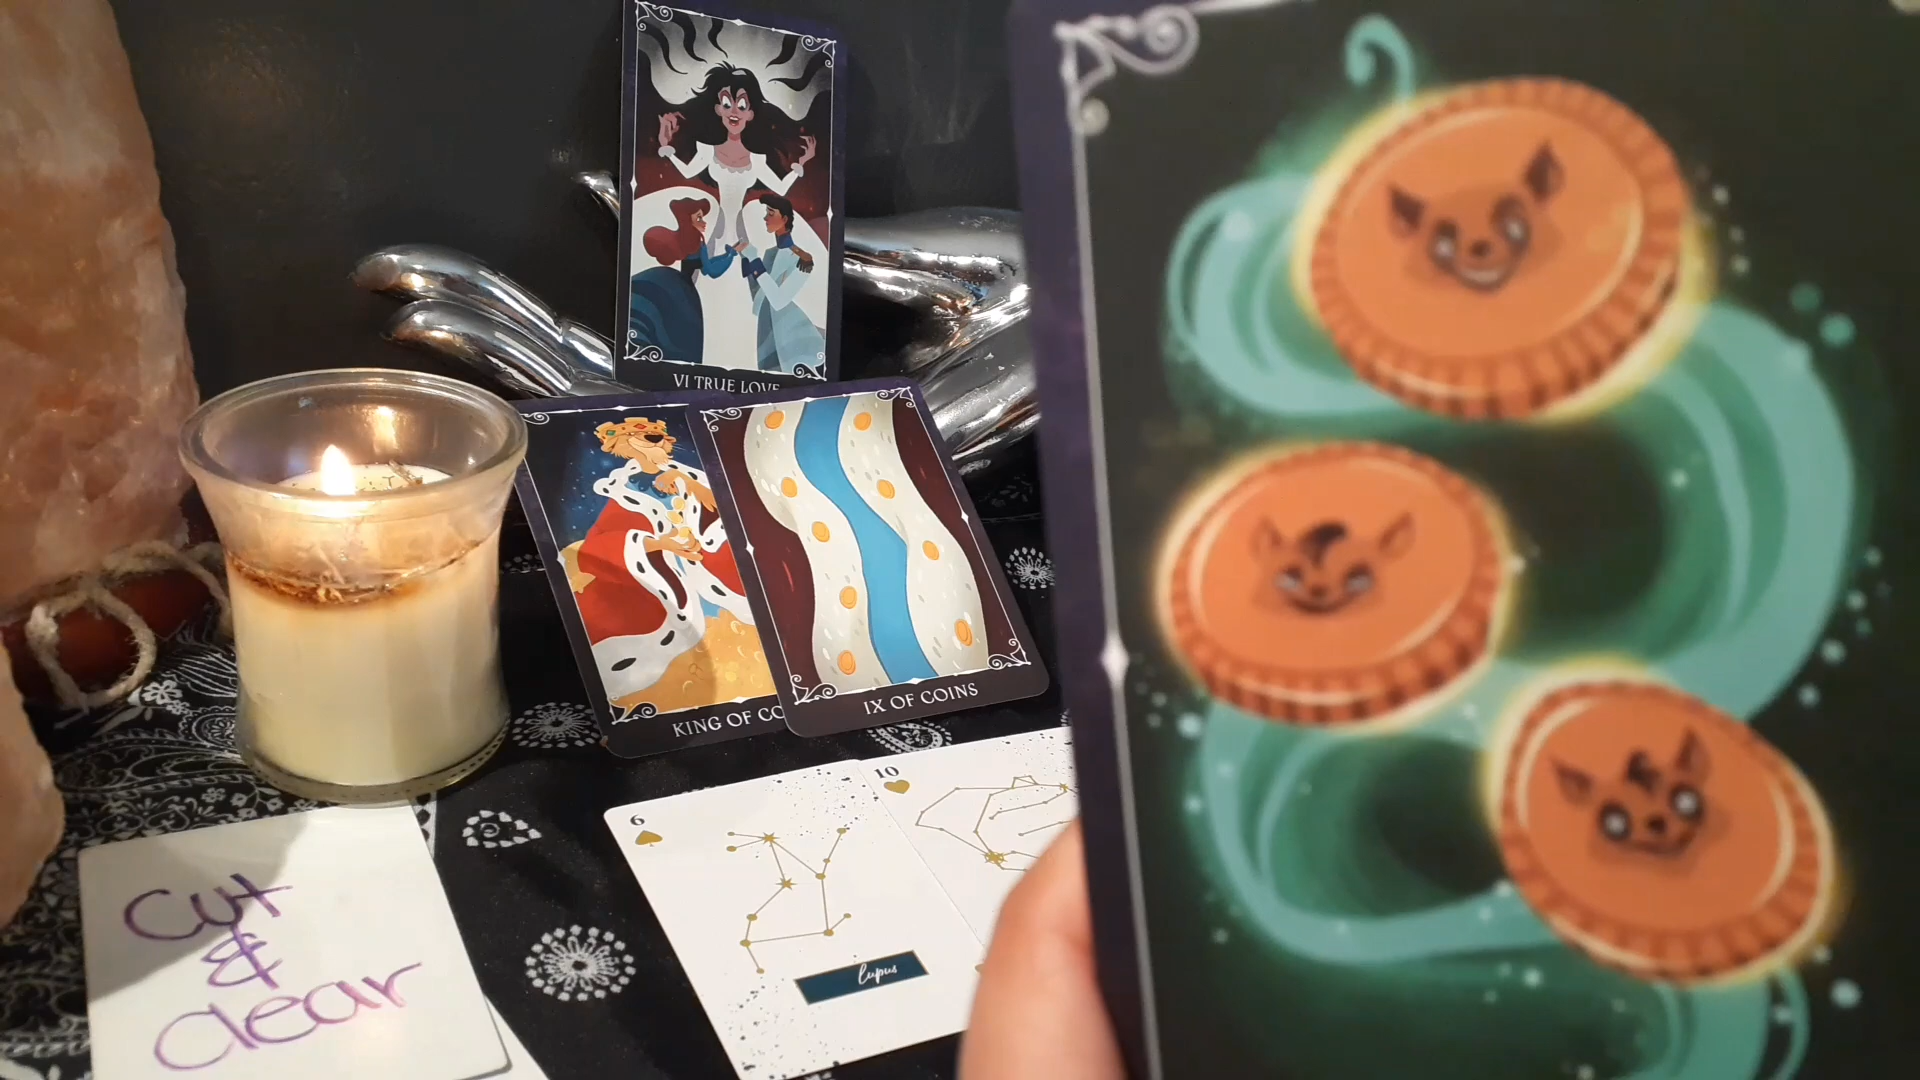 VI TRUE LOVE
KING OF CO
IX OF COINS
6
10
lupus
Cut
&
Clear